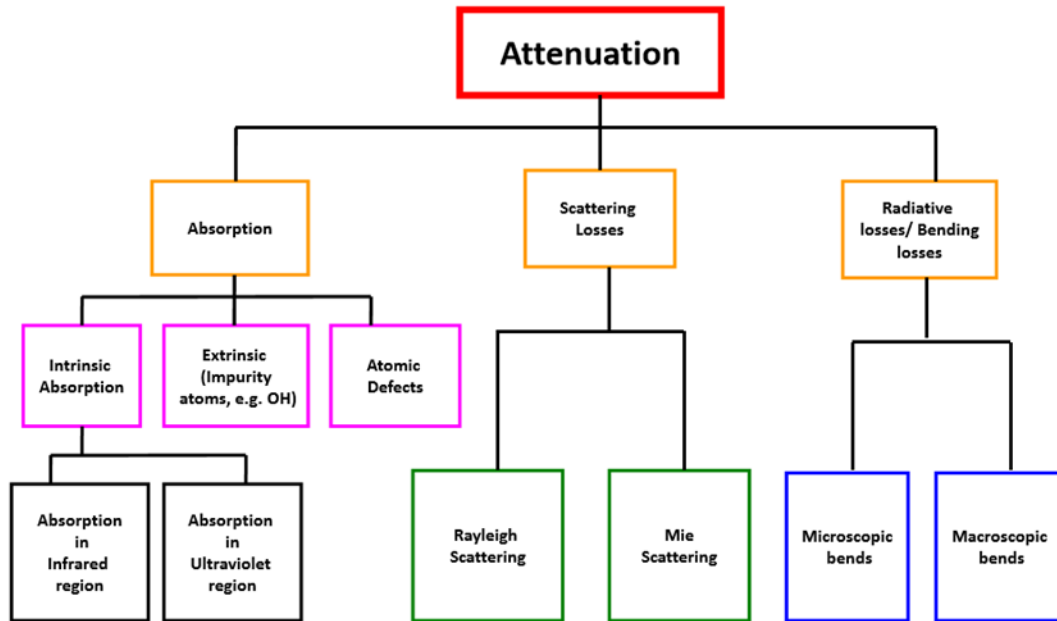 Attenuation
Absorption
Scattering
Losses
Radiative
losses/ Bending
losses
Intrinsic
Absorption
Extrinsic
(Impurity
atoms, e.g. OH)
Atomic
Defects
Absorption
in
Infrared
region
Absorption
in
Ultraviolet
region
Rayleigh
Scattering
Mie
Scattering
Microscopic
bends
Macroscopic
bends